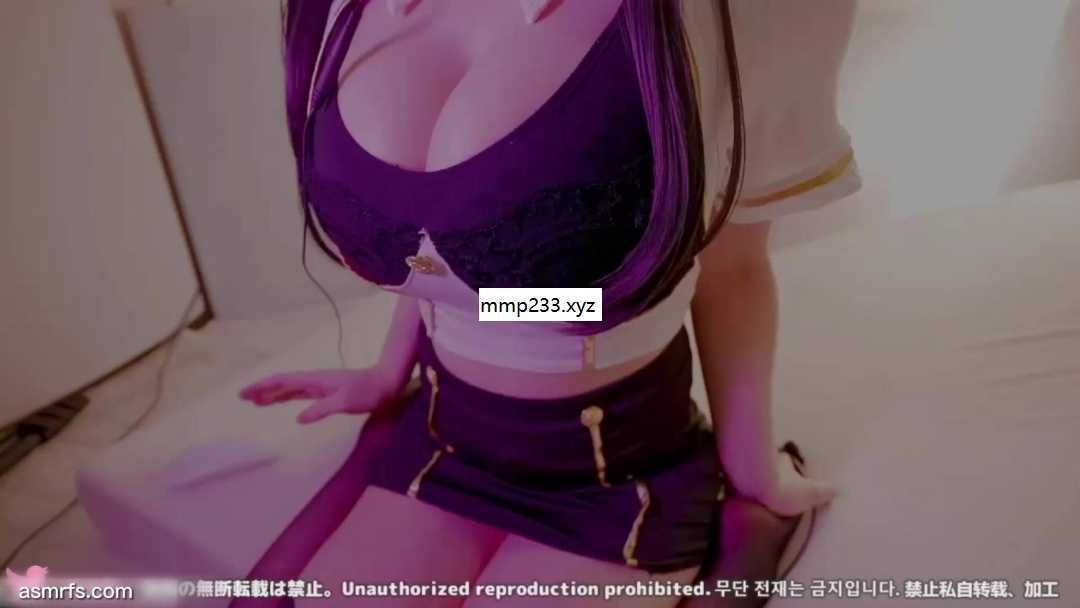 mmp233.xyz
asmrfs.com
の無断転載は禁止。Unauthorized reproduction prohibited. 무단 전재는 금지입니다. 禁止私自转载、加工